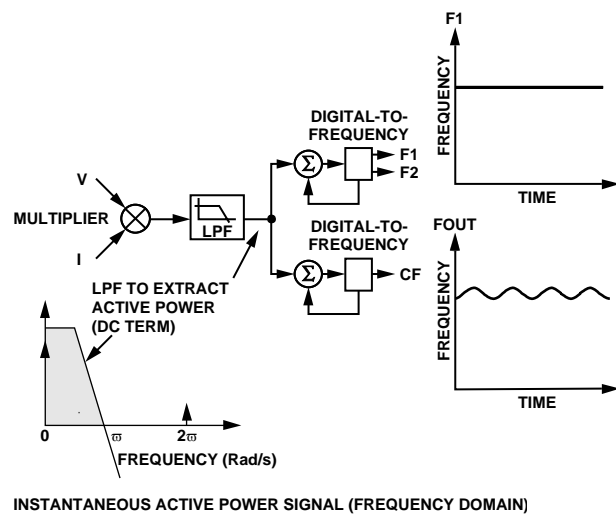 F1
FREQUENCY
TIME
DIGITAL-TO-
FREQUENCY
Σ
F1
F2
V
MULTIPLIER
I
LPF
DIGITAL-TO-
FREQUENCY
Σ
CF
FOUT
FREQUENCY
TIME
LPF TO EXTRACT
ACTIVE POWER
(DC TERM)
0
ϖ
2ϖ
FREQUENCY (Rad/s)
INSTANTANEOUS ACTIVE POWER SIGNAL (FREQUENCY DOMAIN)